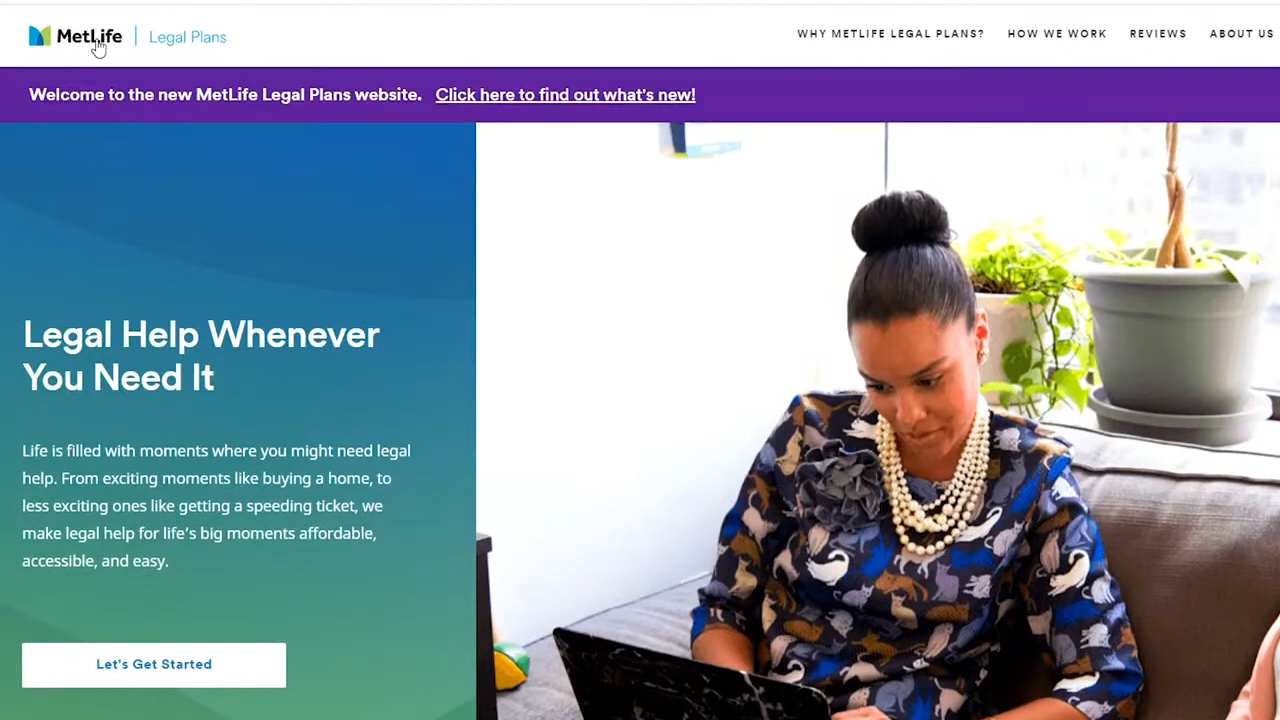 MetLife | Legal Plans
WHY METLIFE LEGAL PLANS? HOW WE WORK REVIEWS ABOUT US
Welcome to the new MetLife Legal Plans website. Click here to find out what's new!
Legal Help Whenever
You Need It
Life is filled with moments where you might need legal
help. From exciting moments like buying a home, to
less exciting ones like getting a speeding ticket, we
make legal help for life's big moments affordable,
accessible, and easy.
Let's Get Started